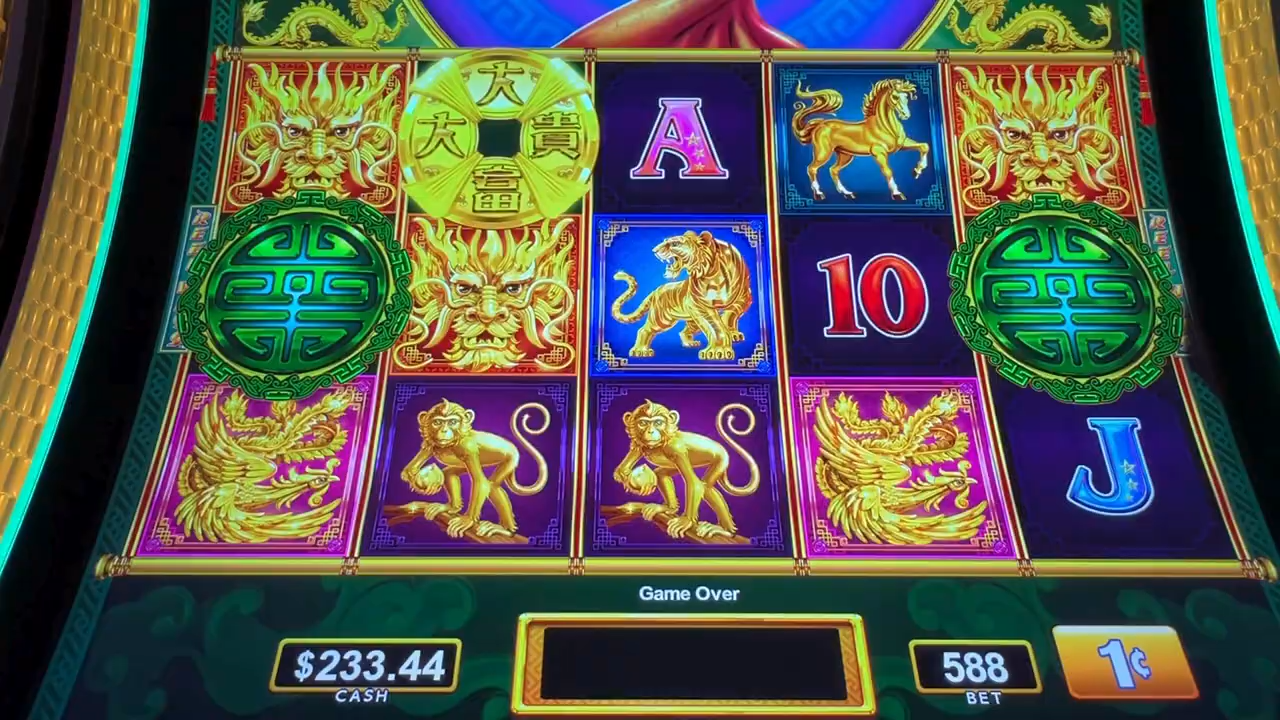 大
大 貴
富
A
10
J
Game Over
$233.44
CASH
588
BET
1¢